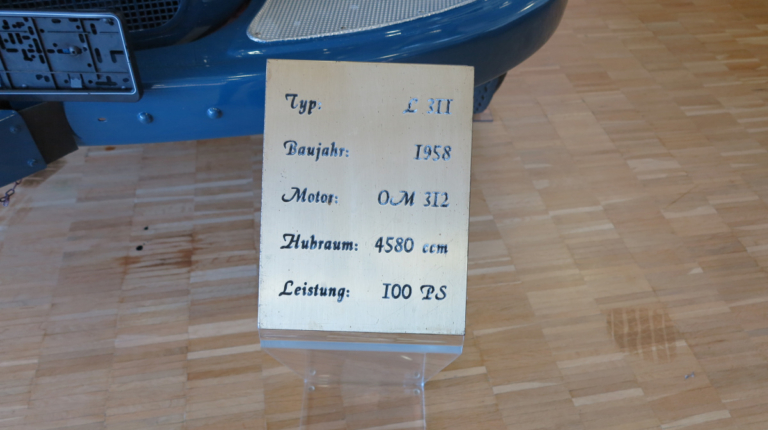 Typ. L 311
Baujahr: 1958
Motor: OM 312
Hubraum: 4580 ccm
Leistung: 100 PS